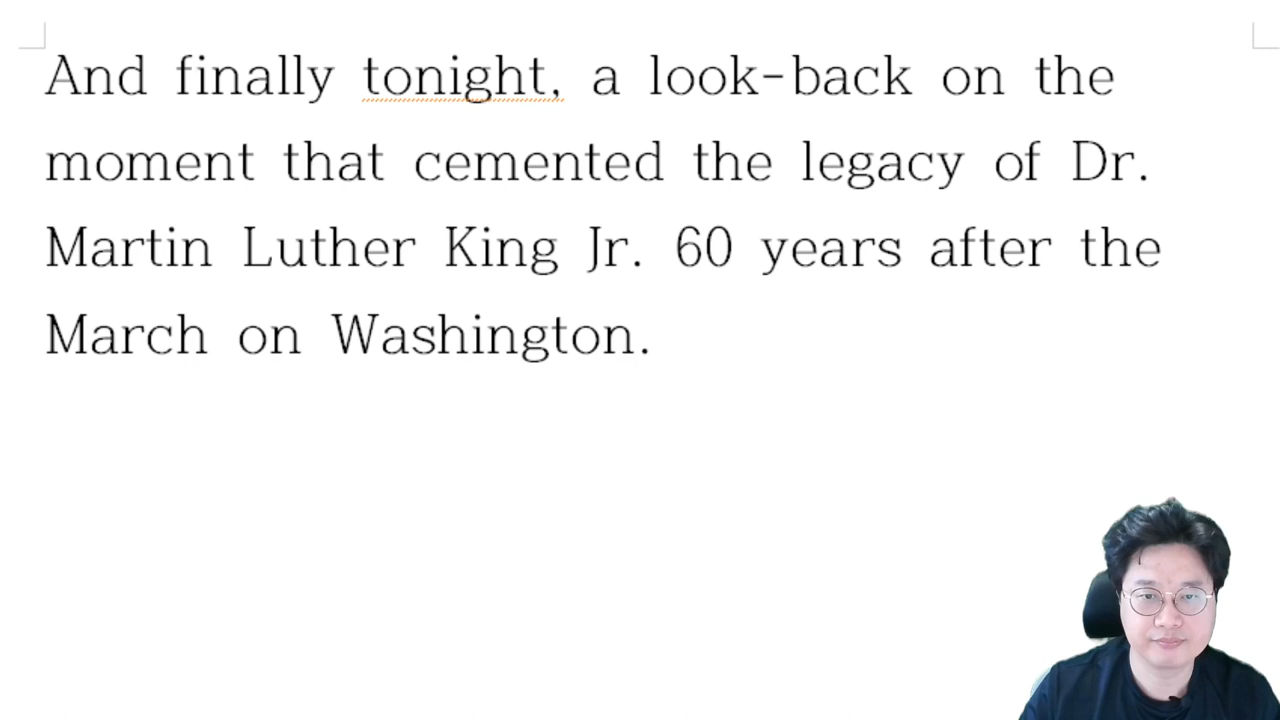 And finally tonight, a look-back on the
moment that cemented the legacy of Dr.
Martin Luther King Jr. 60 years after the
March on Washington.